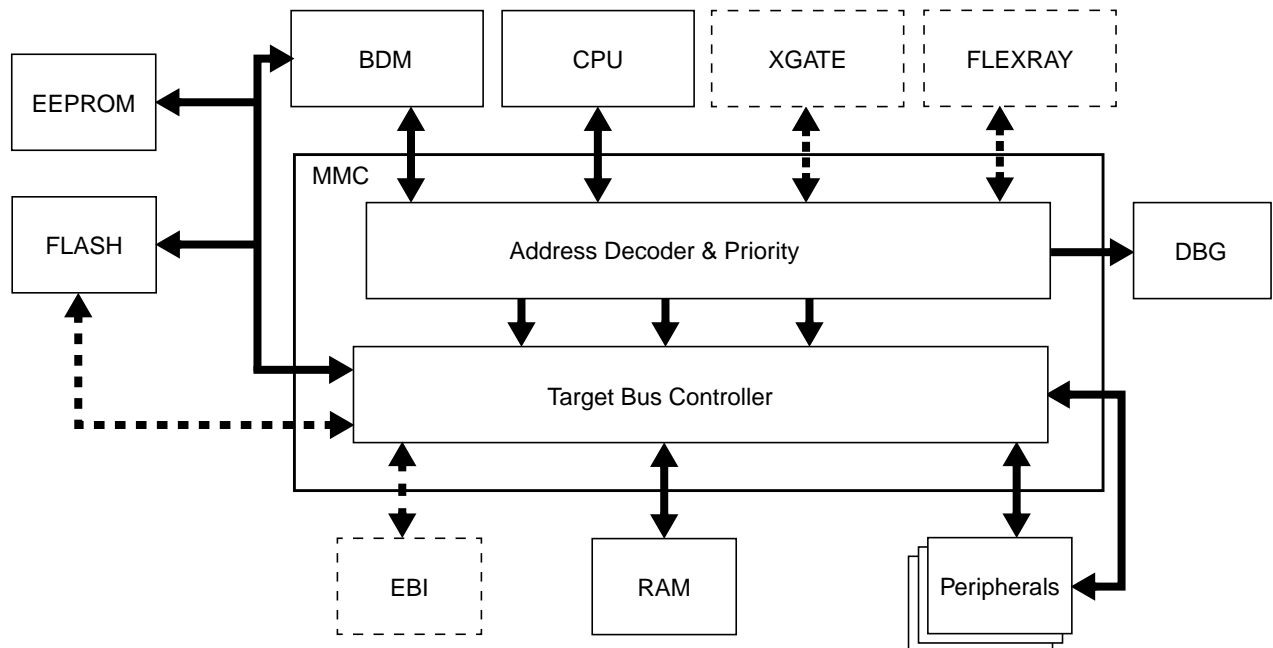 BDM
CPU
XGATE
FLEXRAY
EEPROM
MMC
FLASH
Address Decoder & Priority
DBG
Target Bus Controller
EBI
RAM
Peripherals